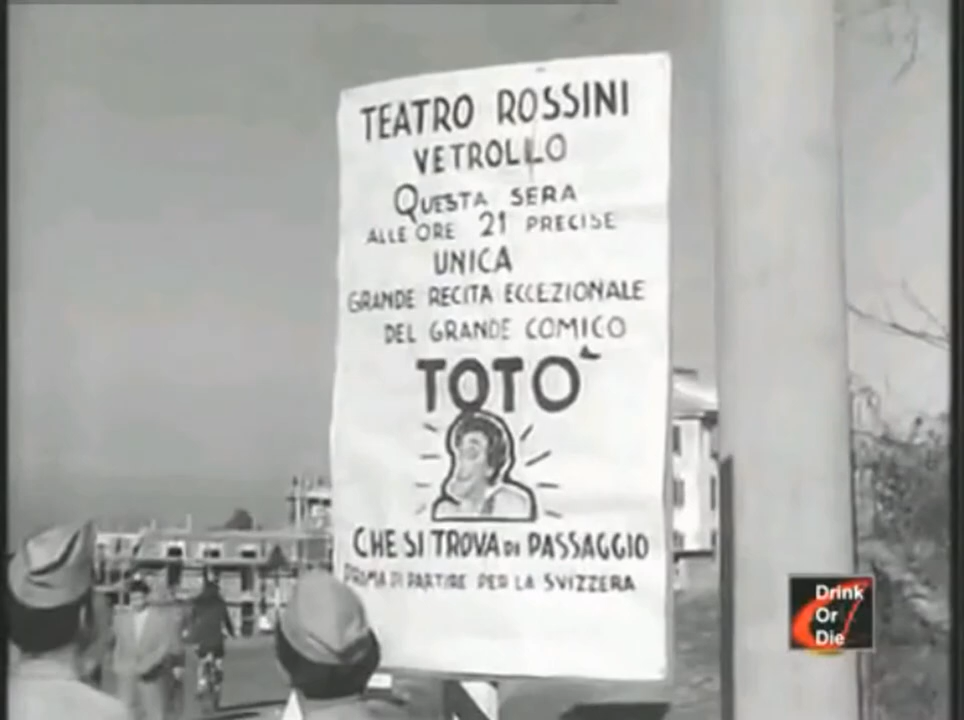 TEATRO ROSSINI
VETROLLO
QUESTA SERA
ALLE ORE 21 PRECISE
UNICA
GRANDE RECITA ECCEZIONALE
DEL GRANDE COMICO
TOTO'
CHE SI TROVA DI PASSAGGIO
PRIMA DI PARTIRE PER LA SVIZZERA
Drink
Or
Die